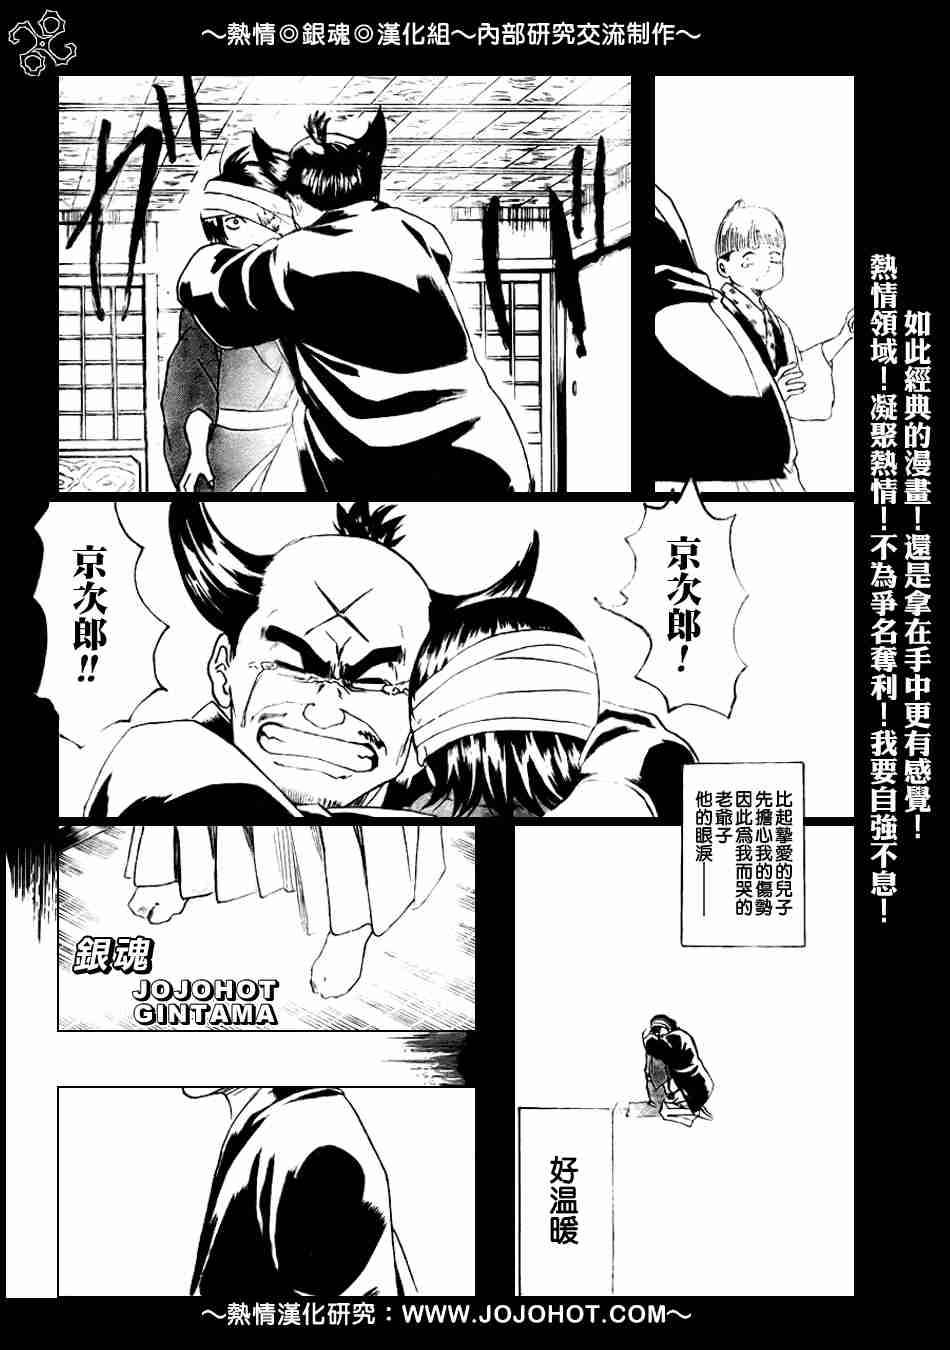 ～熱情◎銀魂◎漢化組～內部研究交流制作～
如此經典的漫畫！還是拿在手中更有感覺！
熱情領域！凝聚熱情！不為爭名奪利！我要自強不息！
京次郎！
京次郎!!
比起摯愛的兒子
先擔心我的傷勢
因此為我而哭的
老爺子
他的眼淚——
好溫暖
銀魂
JOJOHOT
GINTAMA
～熱情漢化研究：WWW.JOJOHOT.COM～